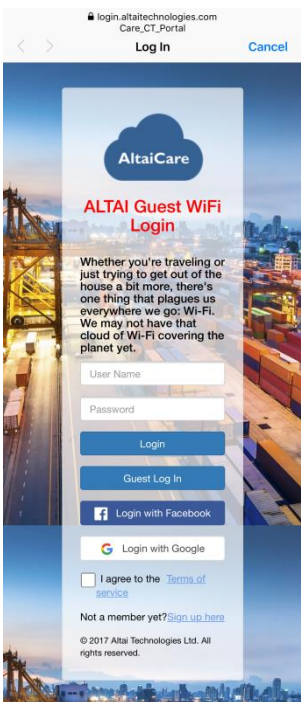 login.altaitechnologies.com
Care_CT_Portal
Log In
Cancel
AltaiCare
ALTAI Guest WiFi
Login
Whether you're traveling or
just trying to get out of the
house a bit more, there's
one thing that plagues us
everywhere we go: Wi-Fi.
We may not have that
cloud of Wi-Fi covering the
planet yet.
User Name
Password
Login
Guest Log In
Login with Facebook
Login with Google
I agree to the Terms of
service
Not a member yet?Sign up here
© 2017 Altai Technologies Ltd. All
rights reserved.